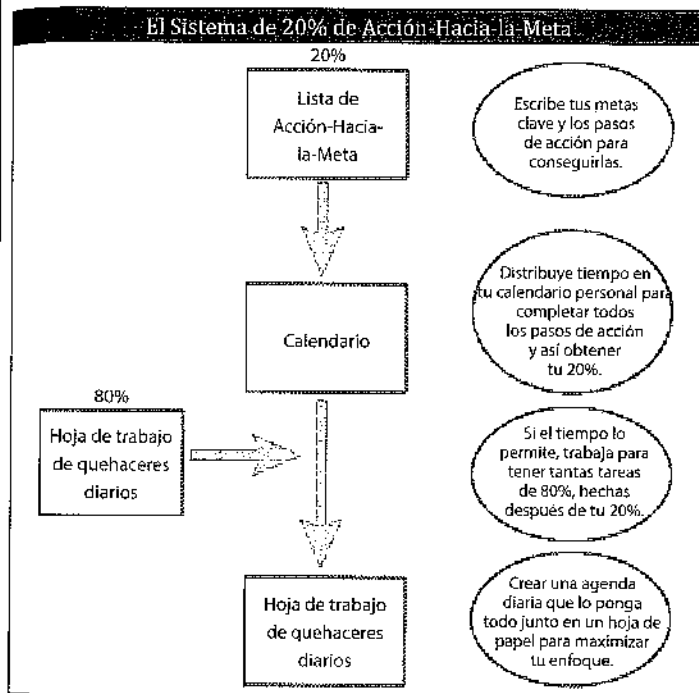 El Sistema de 20% de Acción-Hacia-la-Meta
20%
Lista de
Acción-Hacia-
la-Meta
Escribe tus metas
clave y los pasos
de acción para
conseguirlas.
Calendario
Distribuye tiempo en
tu calendario personal para
completar todos
los pasos de acción
y así obtener
tu 20%.
80%
Hoja de trabajo
de quehaceres
diarios
Si el tiempo lo
permite, trabaja para
tener tantas tareas
de 80%, hechas
después de tu 20%.
Hoja de trabajo
de quehaceres
diarios
Crear una agenda
diaria que lo ponga
todo junto en un hoja de
papel para maximizar
tu enfoque.